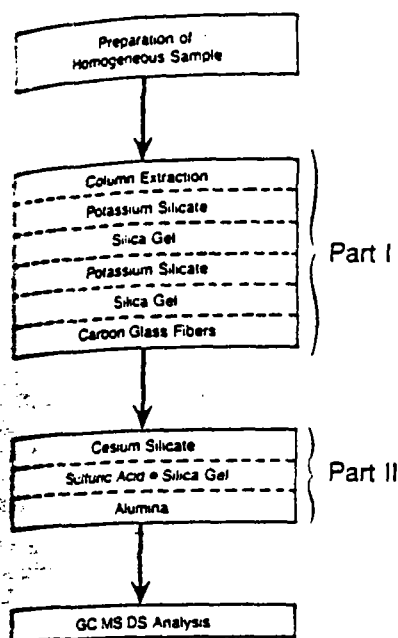 Preparation of
Homogeneous Sample
Column Extraction
Potassium Silicate
Silica Gel
Potassium Silicate
Silica Gel
Carbon Glass Fibers
Part I
Cesium Silicate
Sulfuric Acid • Silica Gel
Alumina
Part II
GC MS DS Analysis